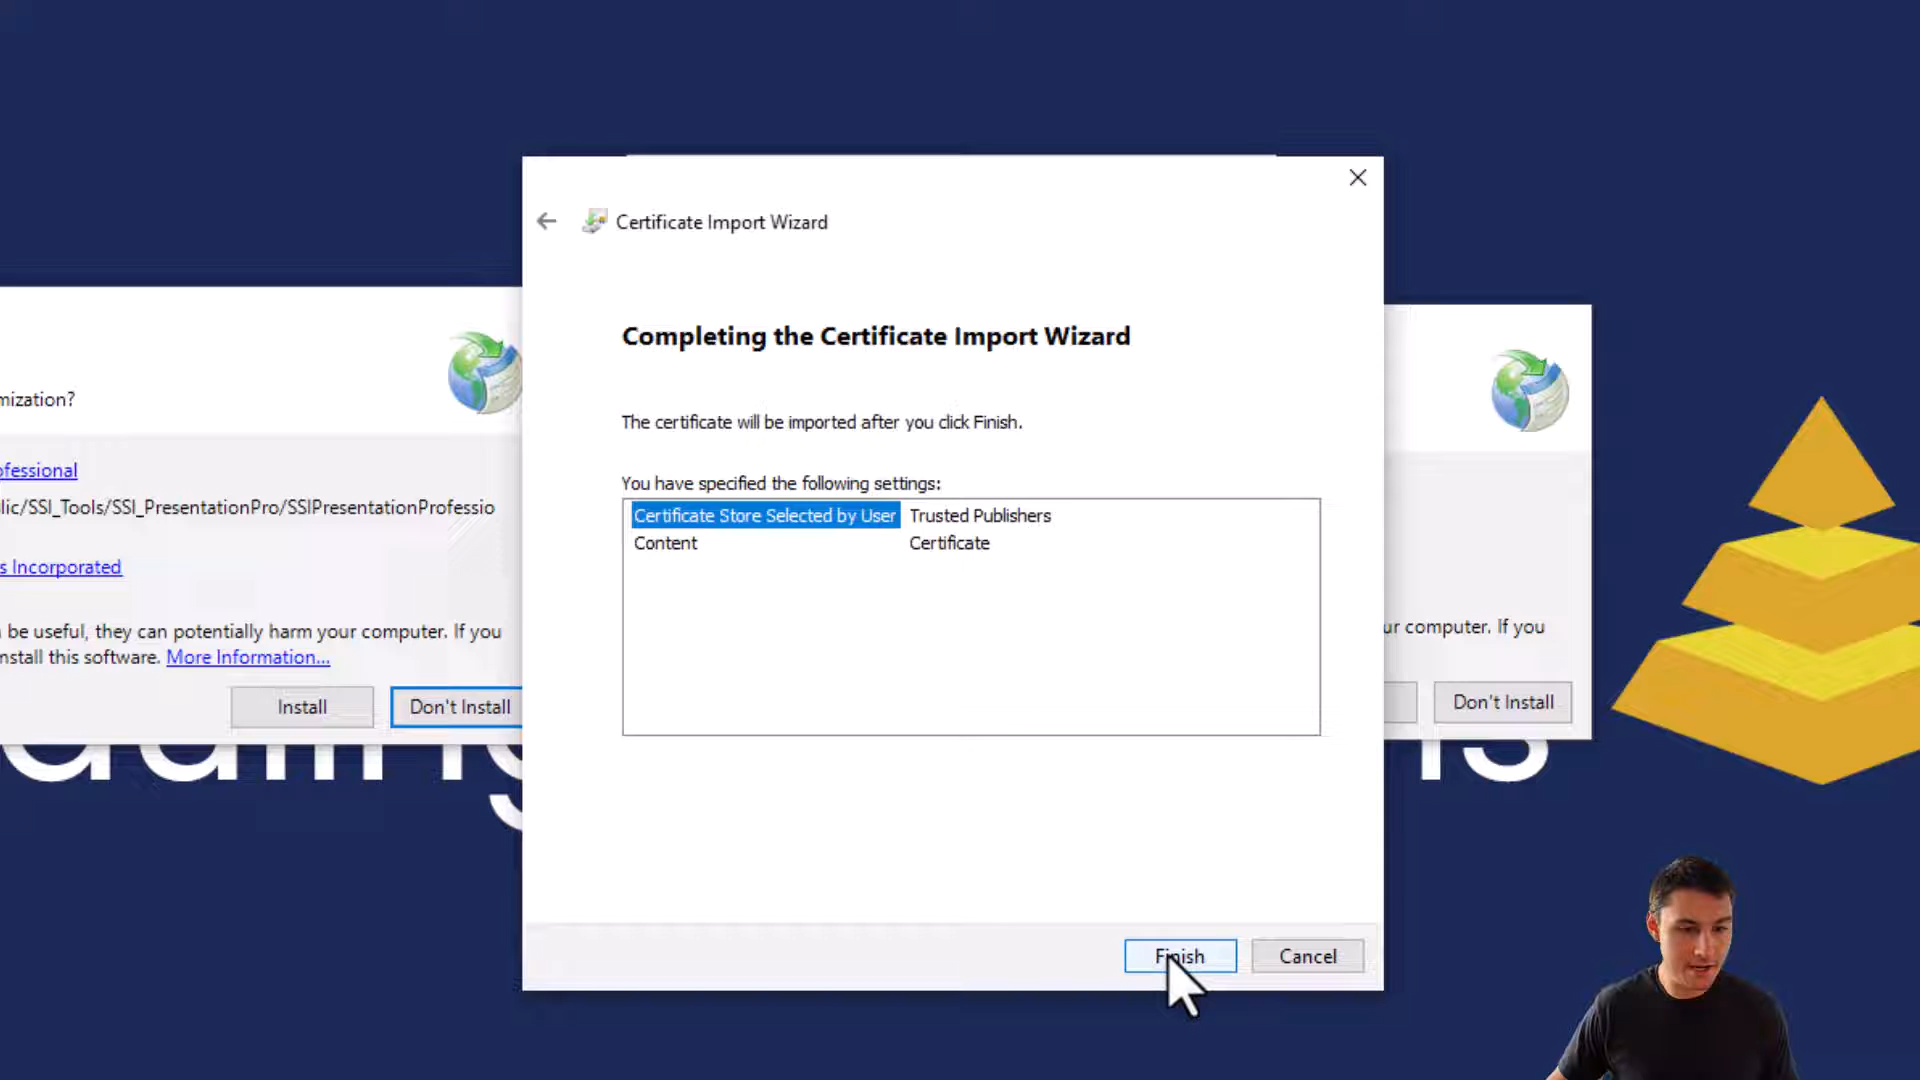 Certificate Import Wizard
Completing the Certificate Import Wizard
The certificate will be imported after you click Finish.
You have specified the following settings:
Certificate Store Selected by User Trusted Publishers
Content Certificate
Finish Cancel
mization?
ofessional
lic/SSI_Tools/SSI_PresentationPro/SSIPresentationProfessio
s Incorporated
be useful, they can potentially harm your computer. If you
nstall this software. More Information...
Install Don't Install
ur computer. If you
Don't Install